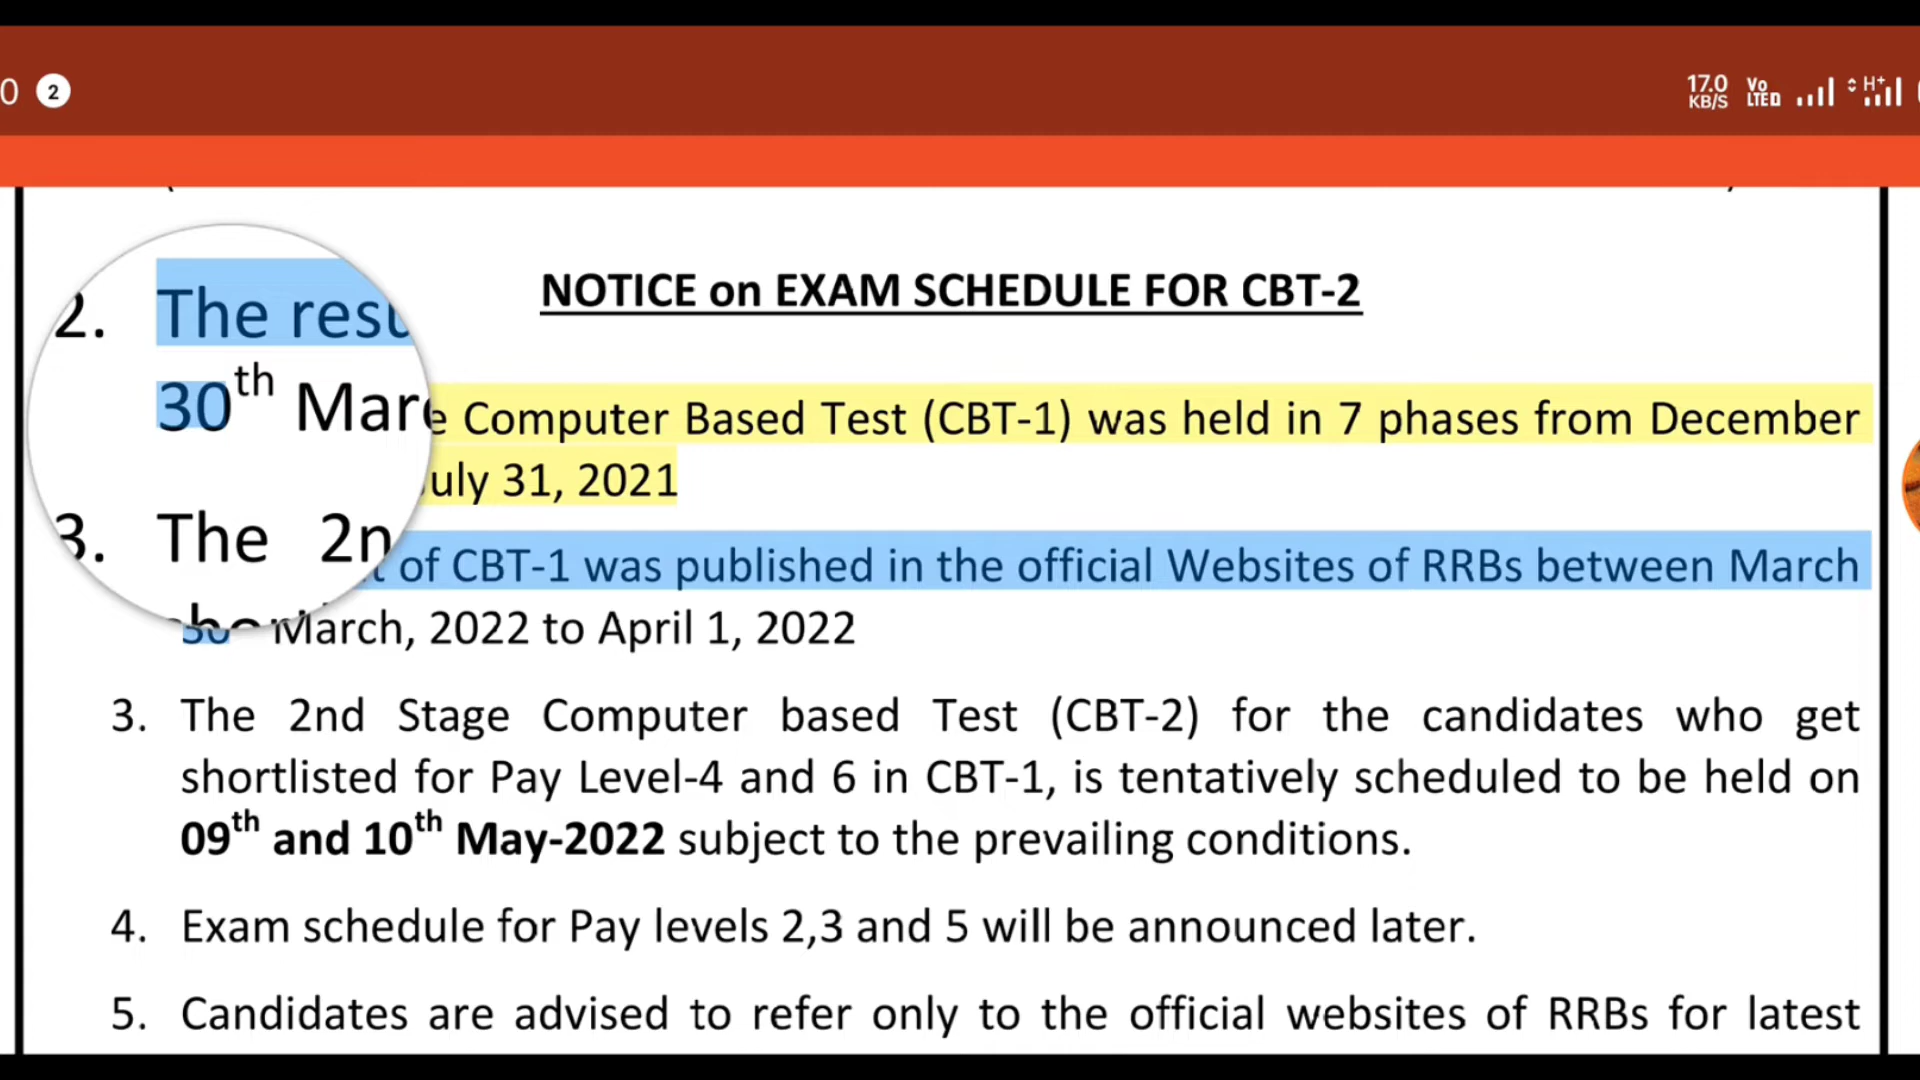 0 2 17.0 KB/S Vo LTE H+
NOTICE on EXAM SCHEDULE FOR CBT-2
2. The resu
30th Marc
3. The 2n
e Computer Based Test (CBT-1) was held in 7 phases from December
July 31, 2021
of CBT-1 was published in the official Websites of RRBs between March
30 March, 2022 to April 1, 2022
3. The 2nd Stage Computer based Test (CBT-2) for the candidates who get
shortlisted for Pay Level-4 and 6 in CBT-1, is tentatively scheduled to be held on
09th and 10th May-2022 subject to the prevailing conditions.
4. Exam schedule for Pay levels 2,3 and 5 will be announced later.
5. Candidates are advised to refer only to the official websites of RRBs for latest